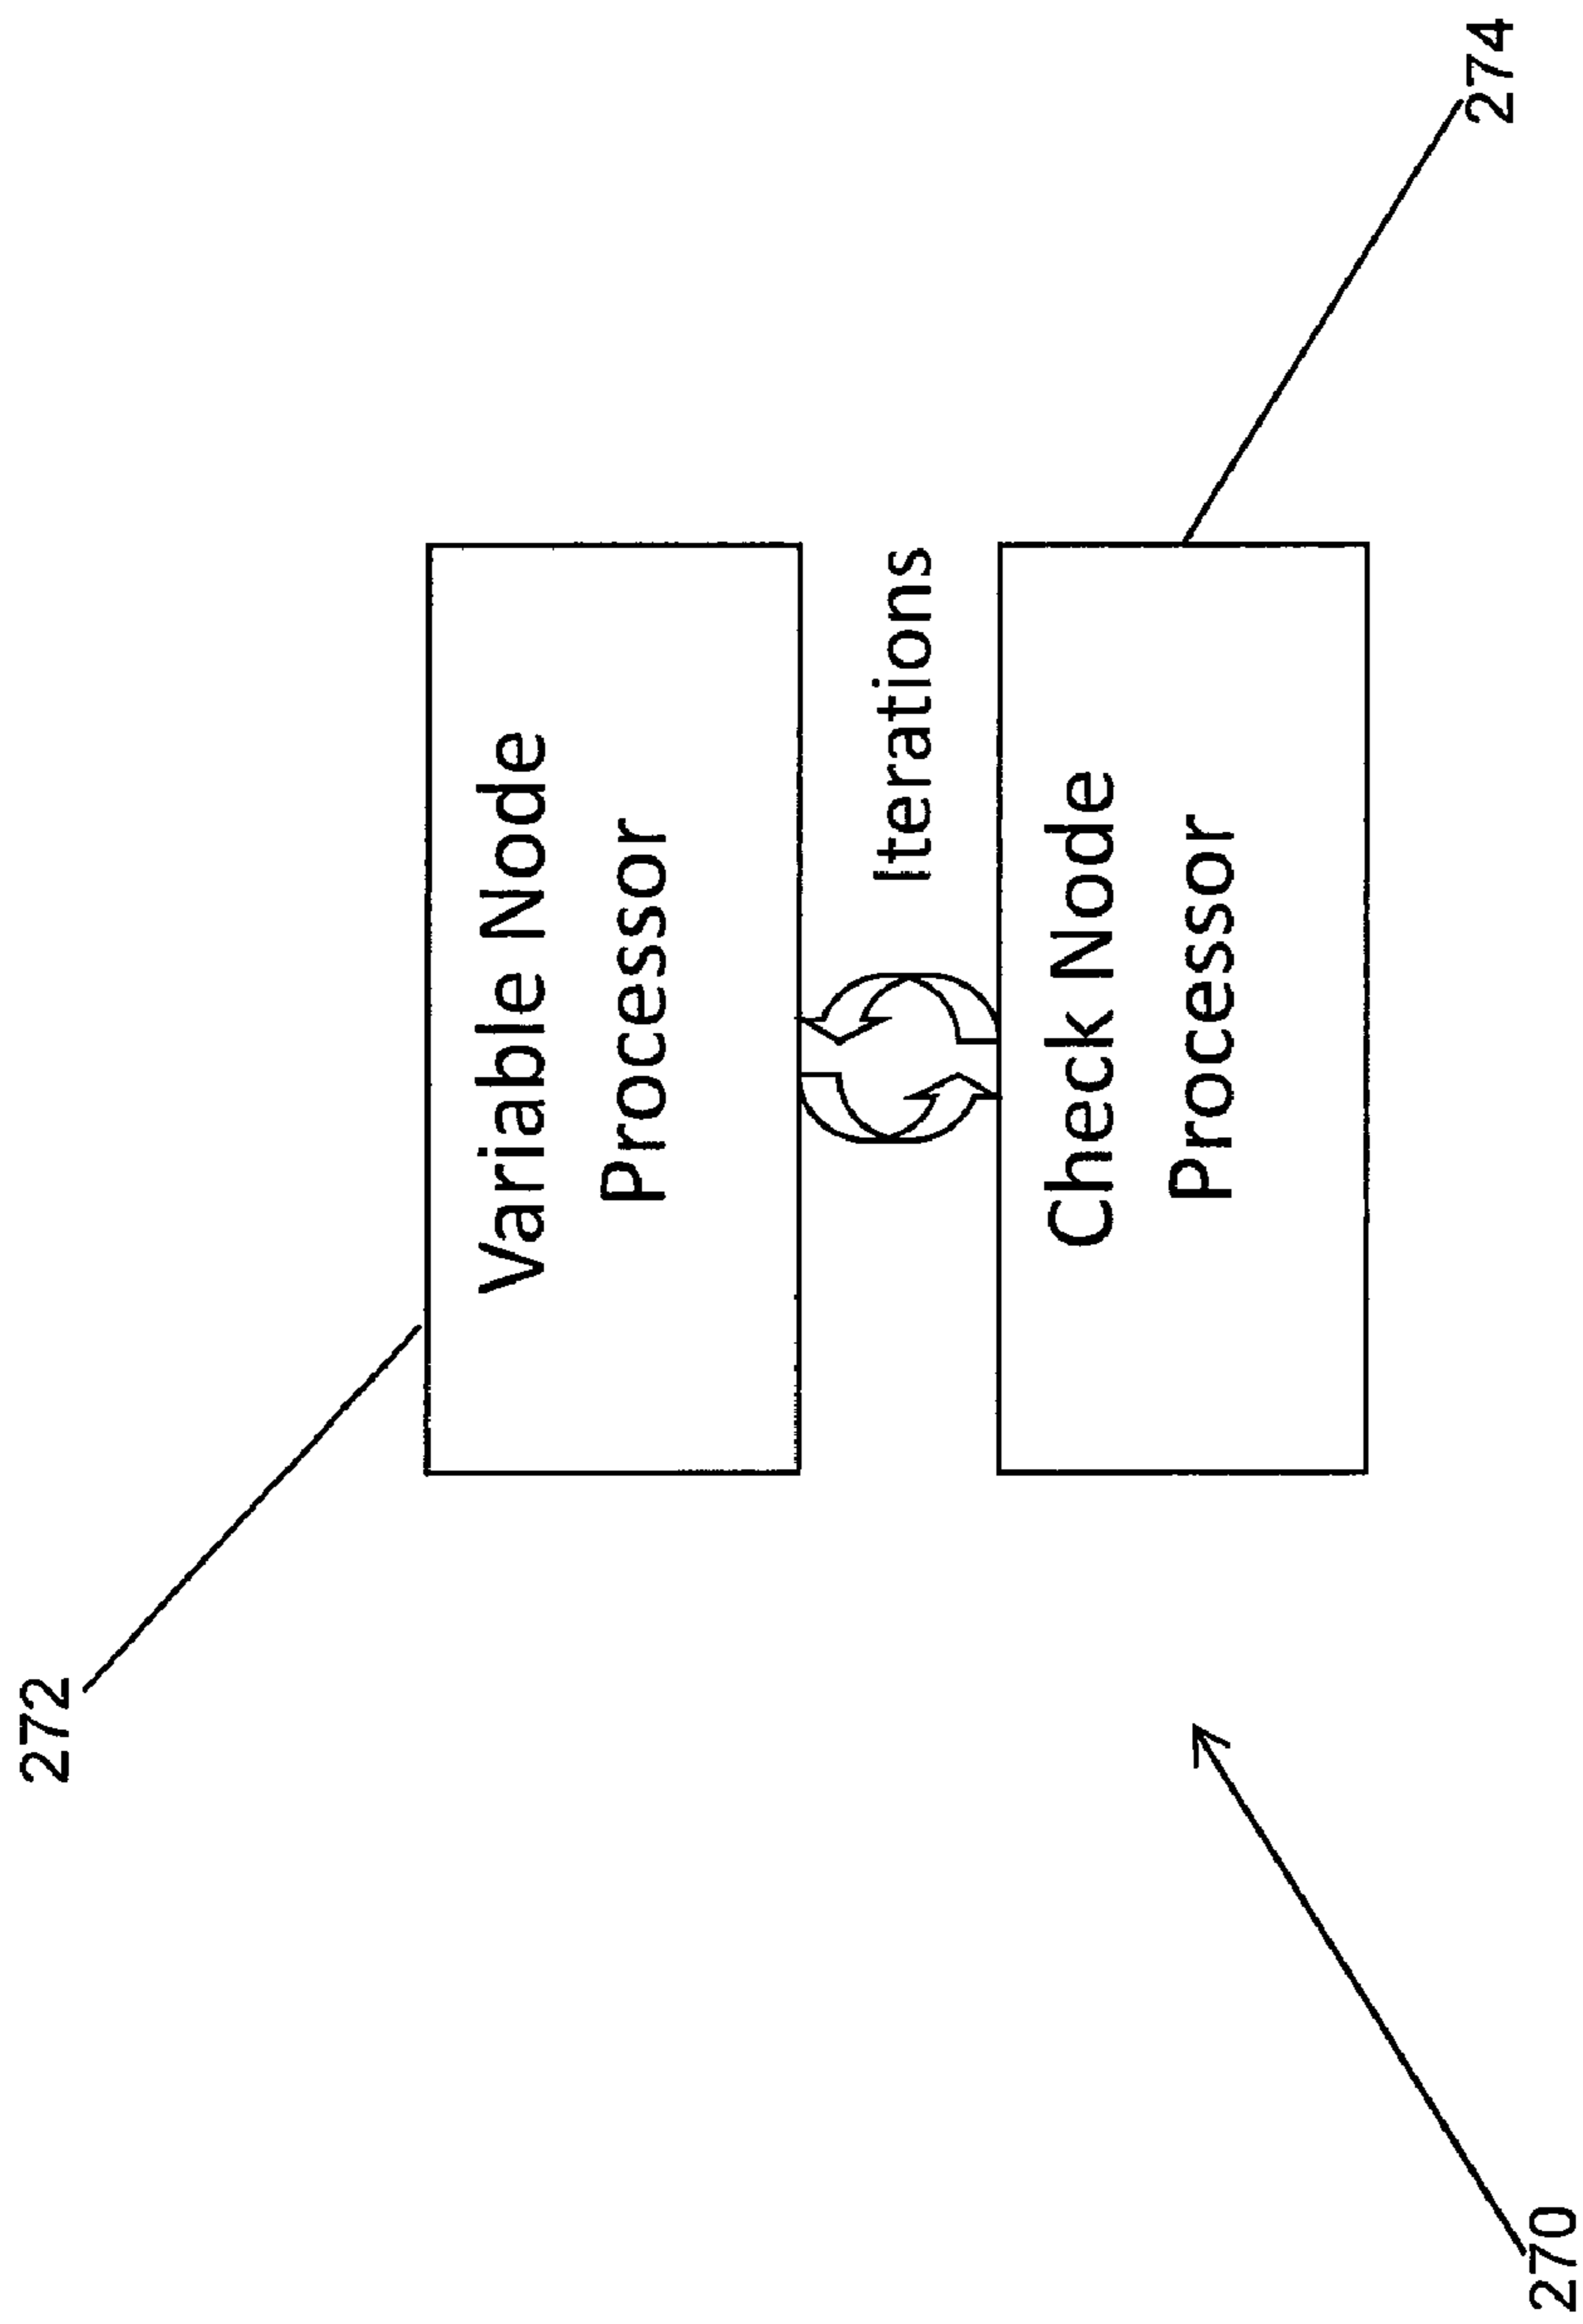 272
Variable Node
Processor
Iterations
Check Node
Processor
274
270